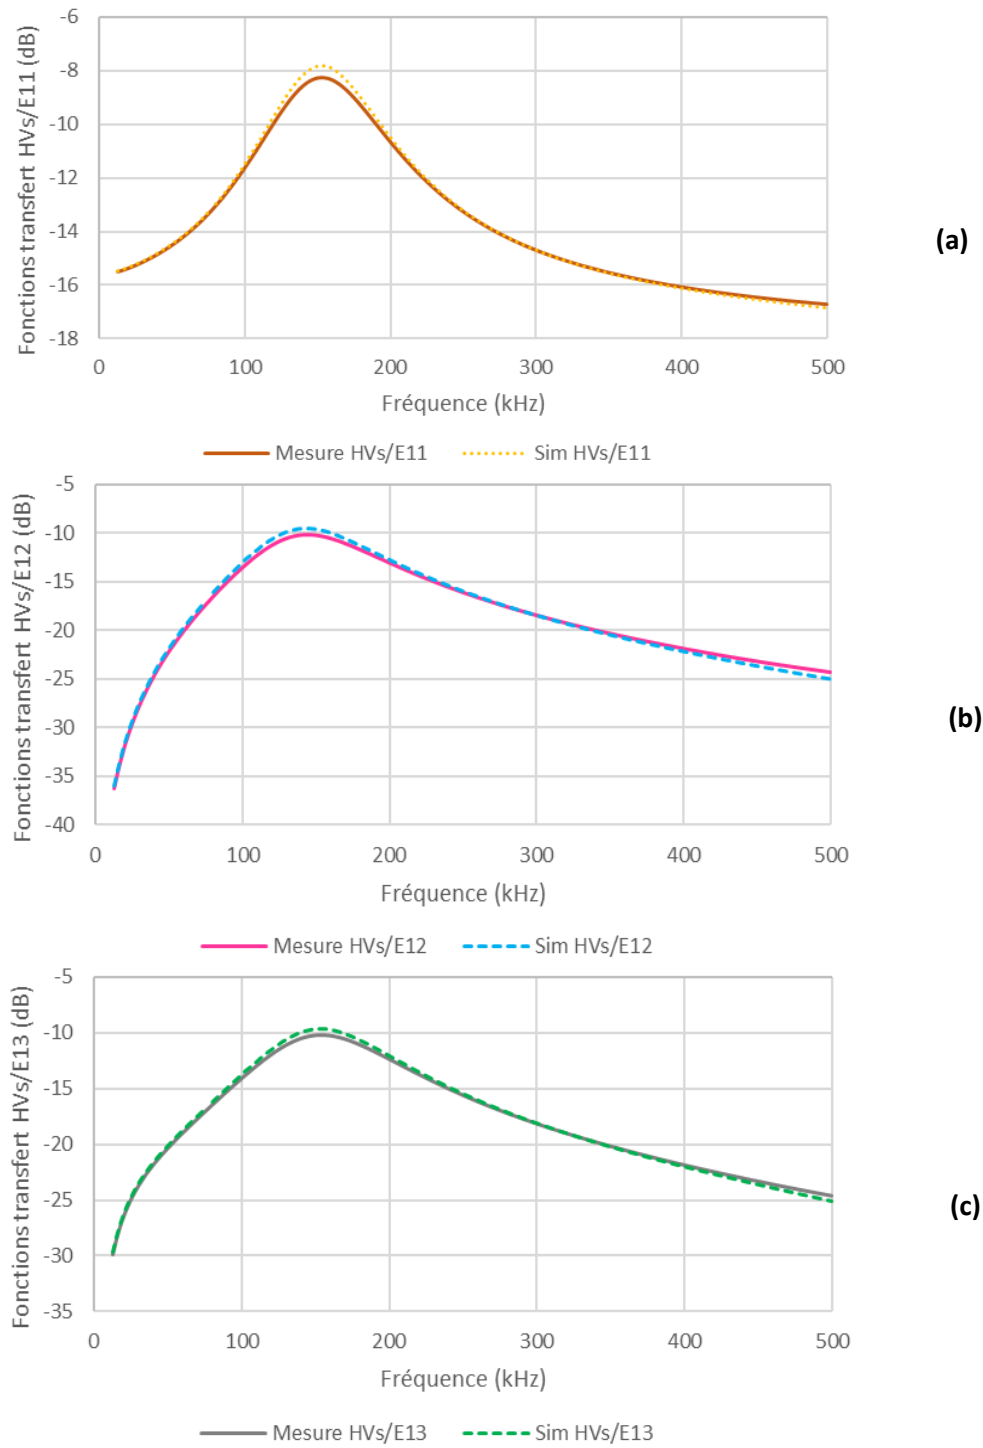 Fonctions transfert HVs/E11 (dB)
-6
-8
-10
-12
-14
-16
-18
0 100 200 300 400 500
Fréquence (kHz)
Mesure HVs/E11 Sim HVs/E11
(a)
Fonctions transfert HVs/E12 (dB)
-5
-10
-15
-20
-25
-30
-35
-40
0 100 200 300 400 500
Fréquence (kHz)
Mesure HVs/E12 Sim HVs/E12
(b)
Fonctions transfert HVs/E13 (dB)
-5
-10
-15
-20
-25
-30
-35
0 100 200 300 400 500
Fréquence (kHz)
Mesure HVs/E13 Sim HVs/E13
(c)